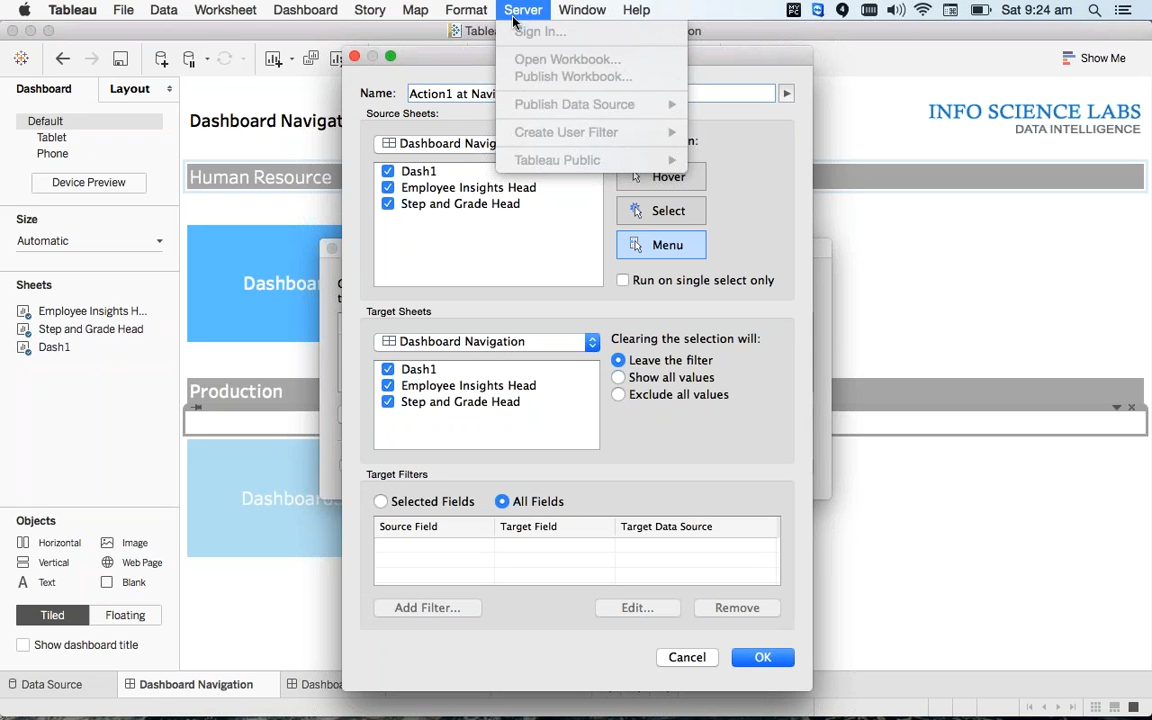 Tableau File Data Worksheet Dashboard Story Map Format Server Window Help Sat 9:24 am
Table on
Sign In...
Open Workbook...
Publish Workbook...
Publish Data Source
Create User Filter
Tableau Public
Show Me
Dashboard Layout
Default
Tablet
Phone
Device Preview
Size
Automatic
Sheets
Employee Insights H...
Step and Grade Head
Dash1
Objects
Horizontal Image
Vertical Web Page
A Text Blank
Tiled Floating
Show dashboard title
Dashboard Navigat
INFO SCIENCE LABS
DATA INTELLIGENCE
Human Resource
Dashboa
Production
Dashboard
Name: Action1 at Navi
Source Sheets:
Dashboard Navig n:
Dash1
Employee Insights Head
Step and Grade Head
Hover
Select
Menu
Run on single select only
Target Sheets
Dashboard Navigation
Dash1
Employee Insights Head
Step and Grade Head
Clearing the selection will:
Leave the filter
Show all values
Exclude all values
Target Filters
Selected Fields All Fields
Source Field Target Field Target Data Source
Add Filter... Edit... Remove
Cancel OK
Data Source Dashboard Navigation Dashbo